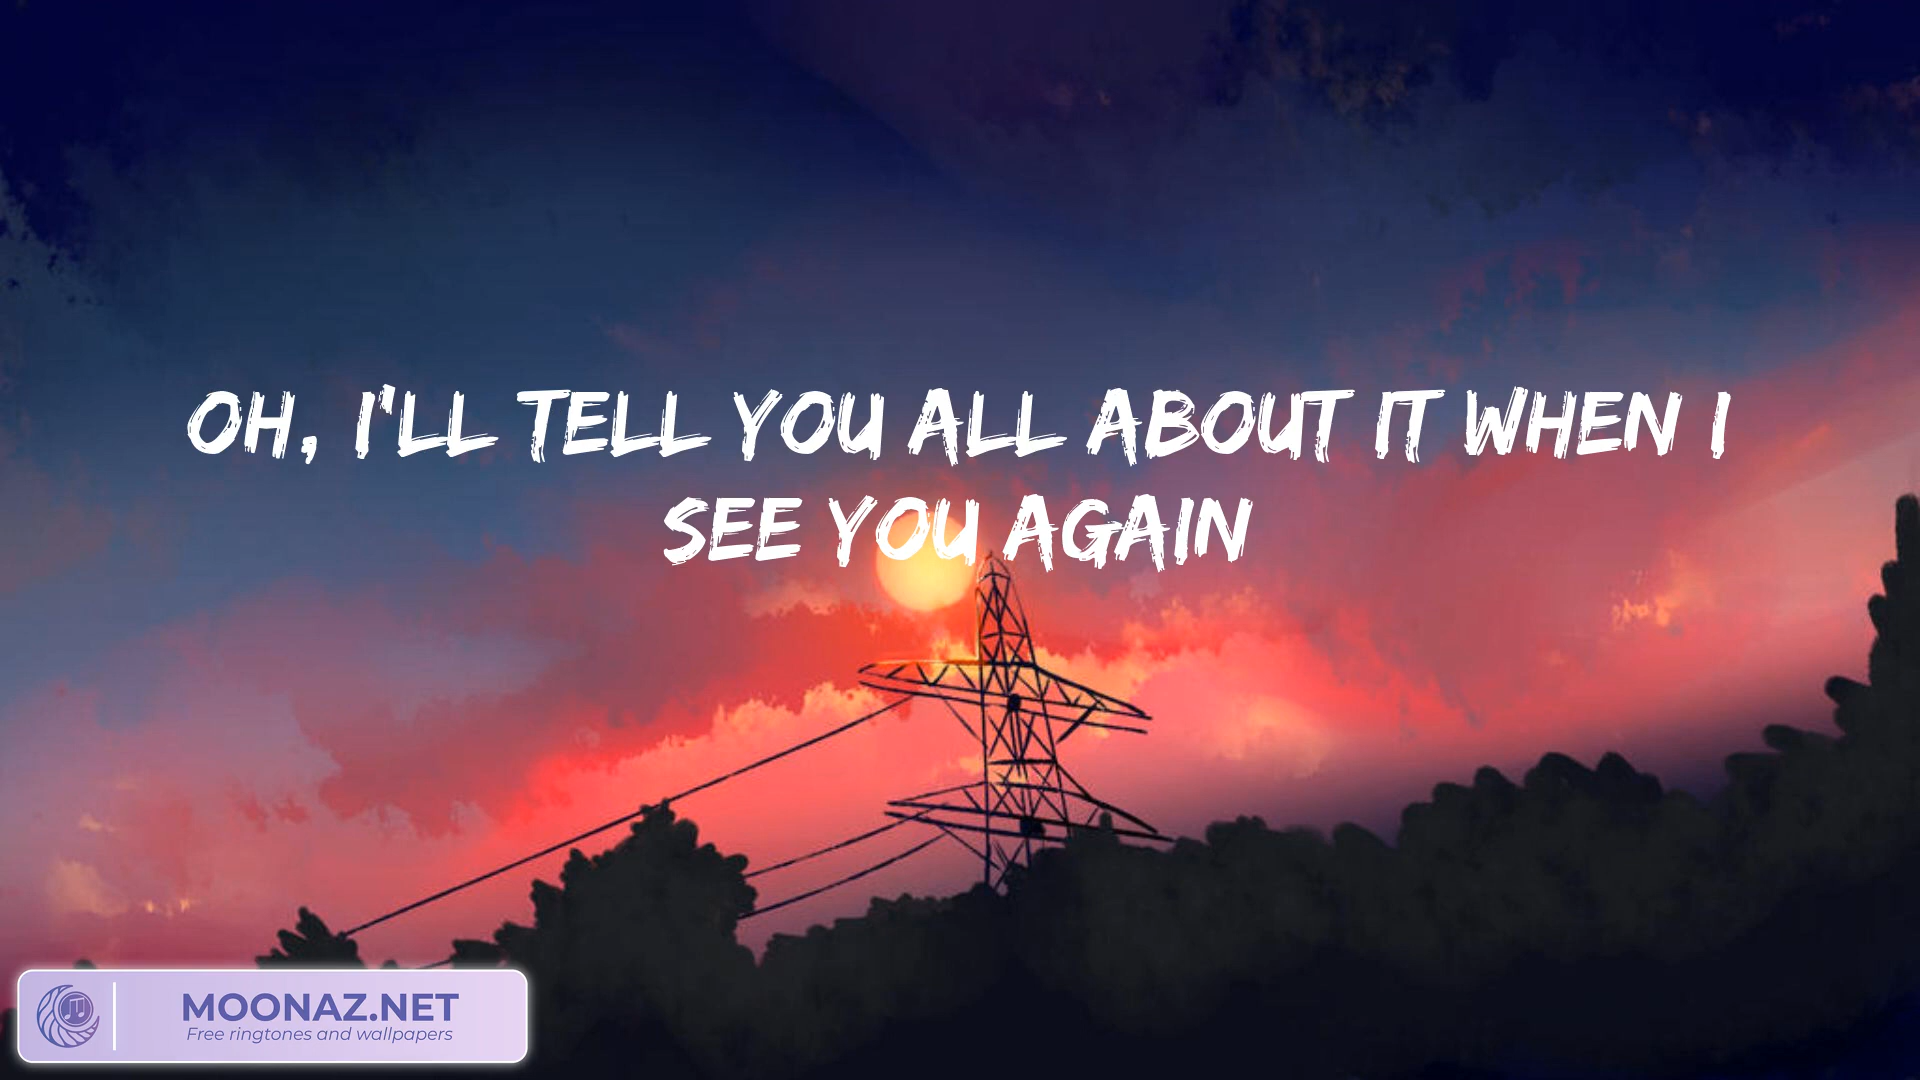 OH, I'LL TELL YOU ALL ABOUT IT WHEN I
SEE YOU AGAIN
MOONAZ.NET
Free ringtones and wallpapers